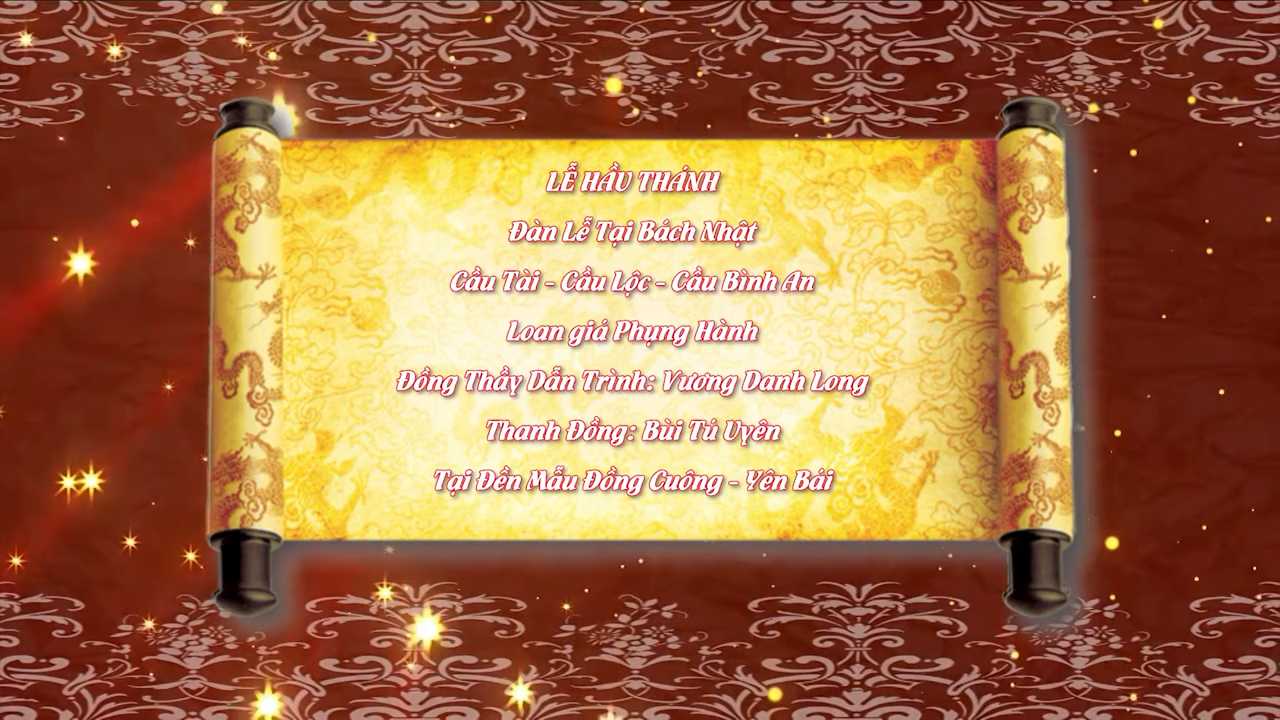 LỄ HẦU THÁNH
Đàn Lễ Tại Bách Nhật
Cầu Tài - Cầu Lộc - Cầu Bình An
Loan giá Phụng Hành
Đồng Thầy Dẫn Trình: Vương Danh Long
Thanh Đồng: Bùi Tú Uyên
Tại Đền Mẫu Đồng Cuông - Yên Bái